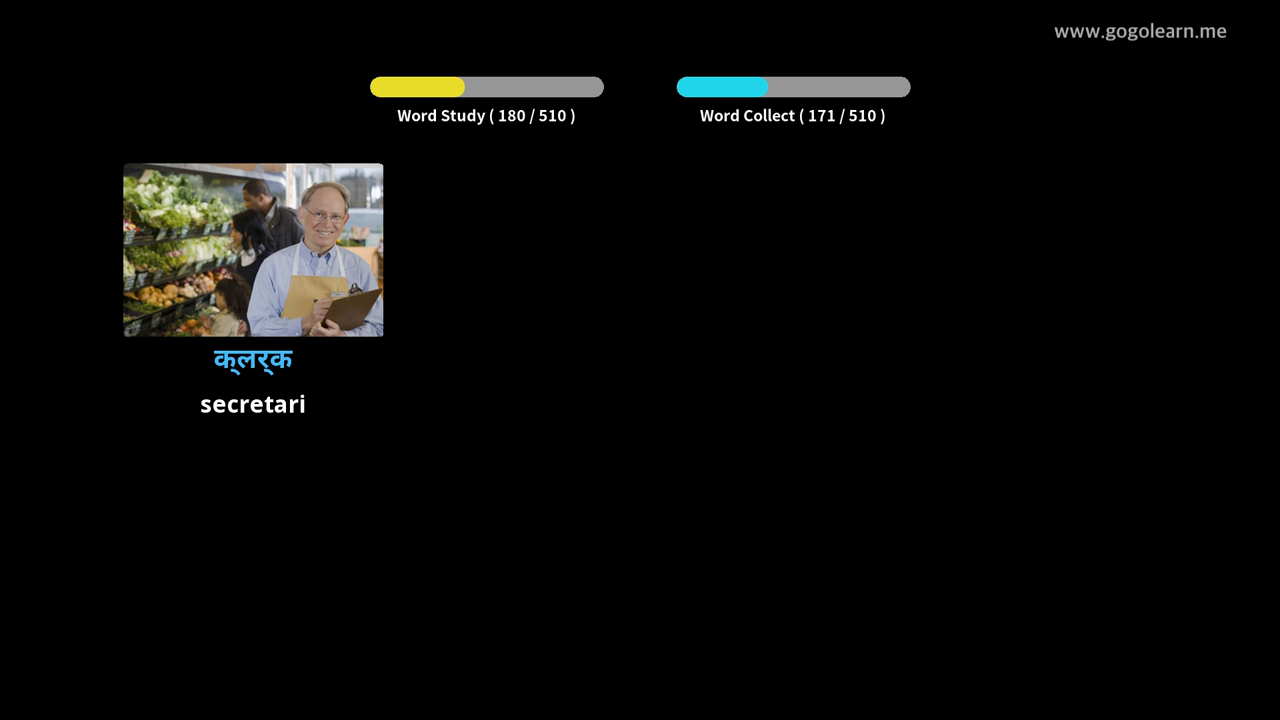 www.gogolearn.me
Word Study ( 180 / 510 )
Word Collect ( 171 / 510 )
क्लर्क
secretari